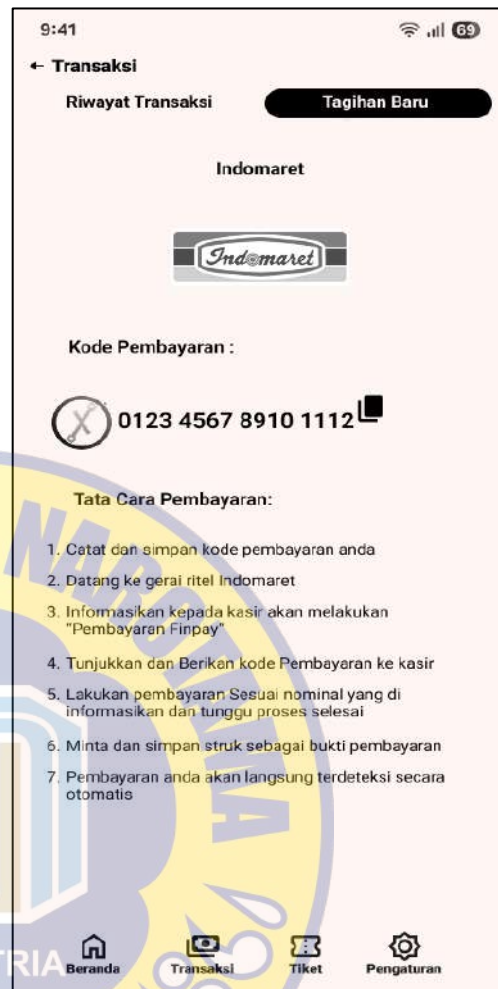 9:41
69
← Transaksi
Riwayat Transaksi
Tagihan Baru
Indomaret
Indomaret
Kode Pembayaran :
0123 4567 8910 1112
Tata Cara Pembayaran:
1. Catat dan simpan kode pembayaran anda
2. Datang ke gerai ritel Indomaret
3. Informasikan kepada kasir akan melakukan
"Pembayaran Finpay"
4. Tunjukkan dan Berikan kode Pembayaran ke kasir
5. Lakukan pembayaran Sesuai nominal yang di
informasikan dan tunggu proses selesai
6. Minta dan simpan struk sebagai bukti pembayaran
7. Pembayaran anda akan langsung terdeteksi secara
otomatis
NAROTAMA
TRIA
Beranda
Transaksi
Tiket
Pengaturan